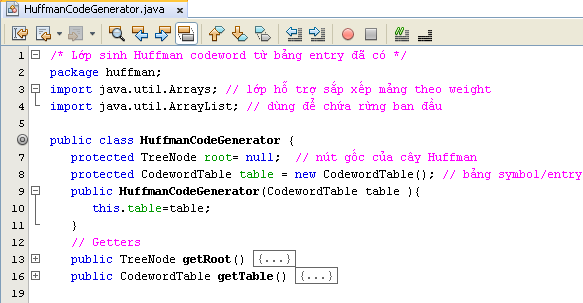 HuffmanCodeGenerator.java
1 /* Lớp sinh Huffman codeword từ bảng entry đã có */
2 package huffman;
3 import java.util.Arrays; // lớp hỗ trợ sắp xếp mảng theo weight
4 import java.util.ArrayList; // dùng để chứa rừng ban đầu
5
public class HuffmanCodeGenerator {
7 protected TreeNode root= null; // nút gốc của cây Huffman
8 protected CodewordTable table = new CodewordTable(); // bảng symbol/entry
9 public HuffmanCodeGenerator(CodewordTable table ){
10 this.table=table;
11 }
12 // Getters
13 public TreeNode getRoot() {...}
16 public CodewordTable getTable() {...}
19